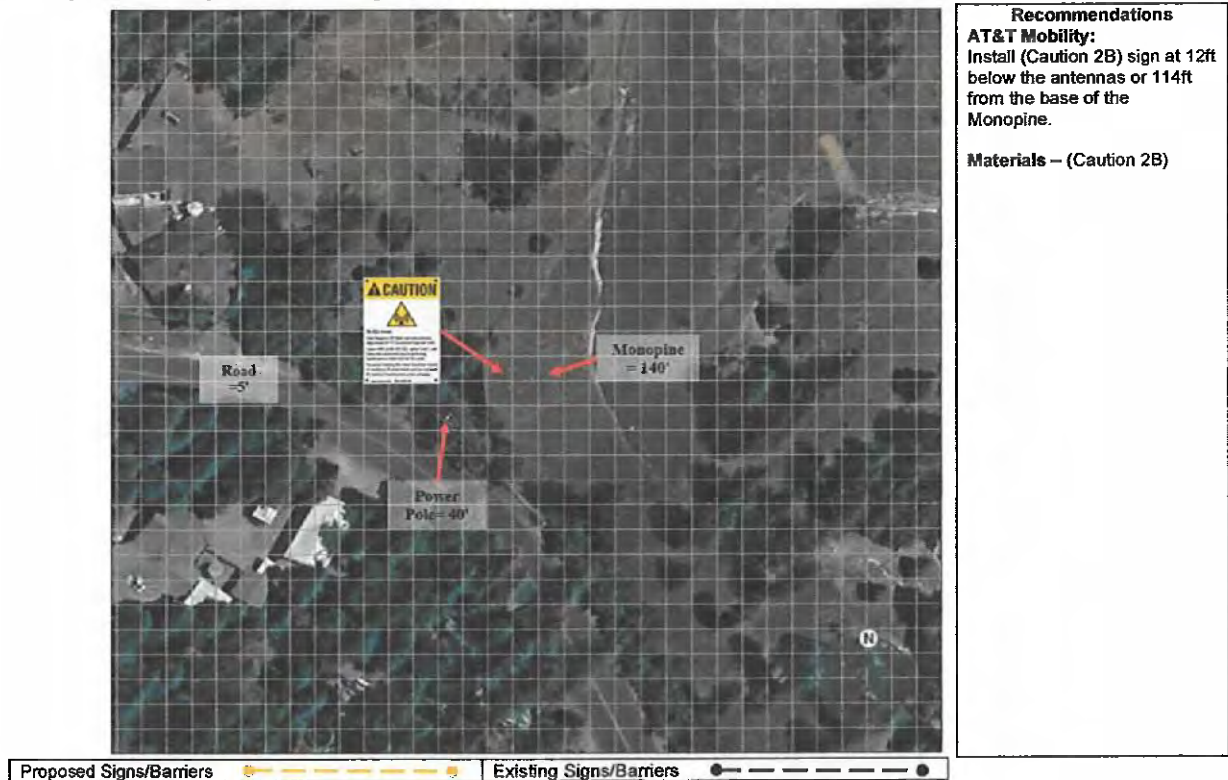 Recommendations
AT&T Mobility:
Install (Caution 2B) sign at 12ft
below the antennas or 114ft
from the base of the
Monopine.
Materials – (Caution 2B)
CAUTION
Monopine
= 140'
Road
=5'
Power
Pole= 40'
N
Proposed Signs/Barriers
Existing Signs/Barriers